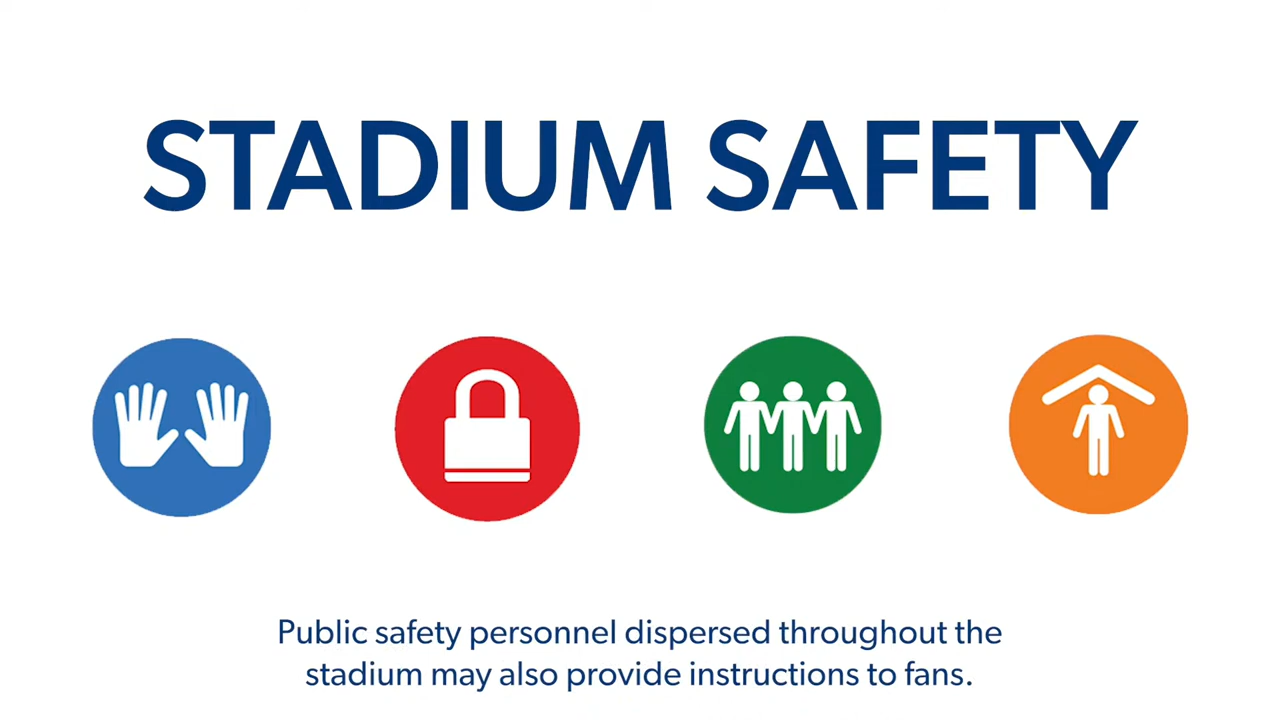 STADIUM SAFETY
Public safety personnel dispersed throughout the
stadium may also provide instructions to fans.